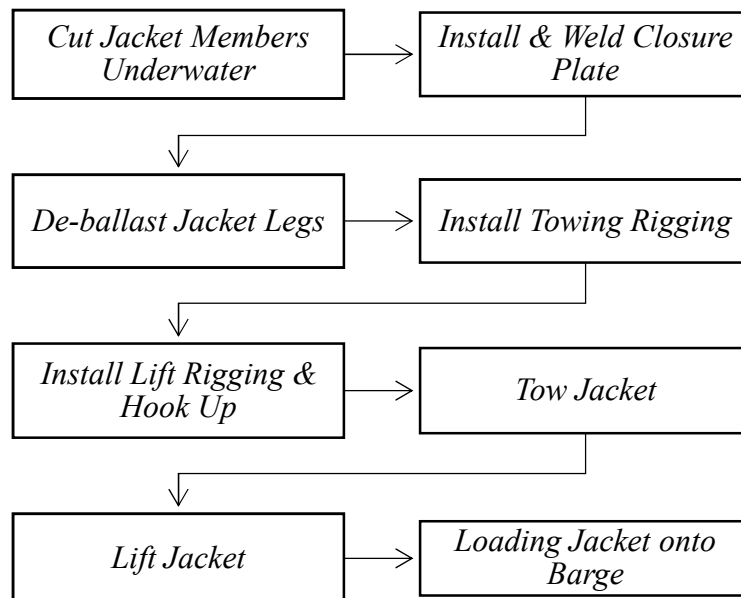 Cut Jacket Members
Underwater
Install & Weld Closure
Plate
De-ballast Jacket Legs
Install Towing Rigging
Install Lift Rigging &
Hook Up
Tow Jacket
Lift Jacket
Loading Jacket onto
Barge